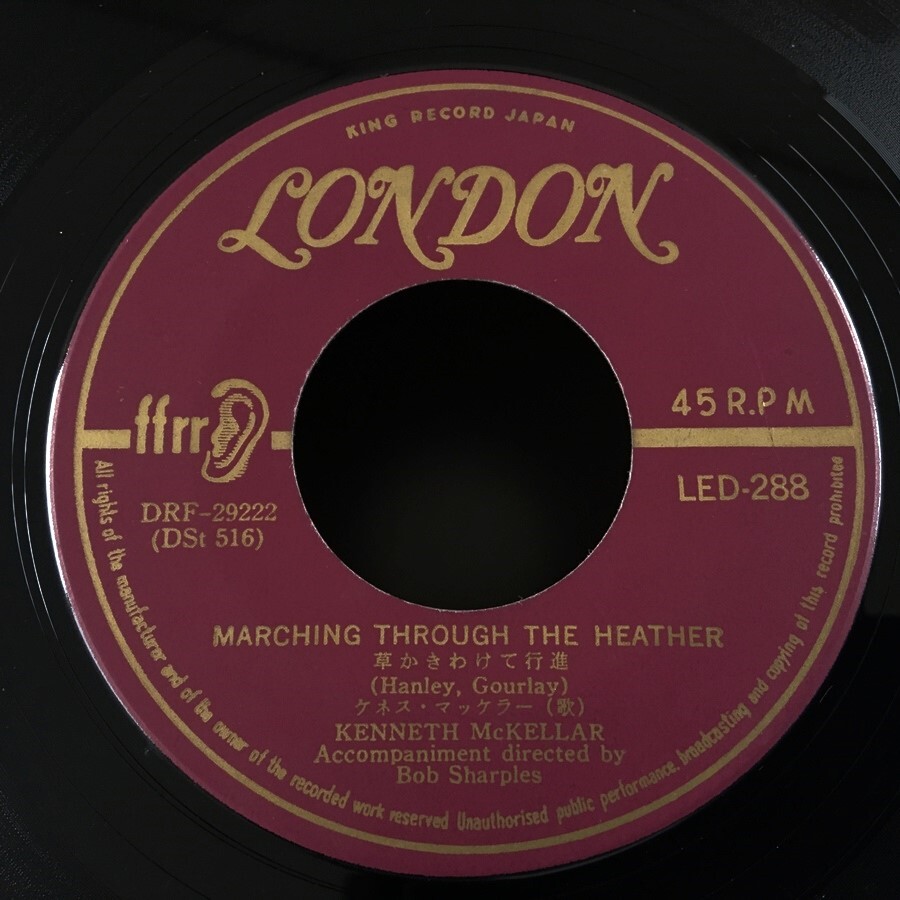 KING RECORD JAPAN
LONDON
ffrr
45 R.P M
LED-288
DRF-29222
(DSt 516)
MARCHING THROUGH THE HEATHER
草かきわけて行進
(Hanley, Gourlay)
ケネス・マッケラー (歌)
KENNETH McKELLAR
Accompaniment directed by
Bob Sharples
All rights of the manufacturer and of the owner of the recorded work reserved Unauthorised public performance, broadcasting and copying of this record prohibited